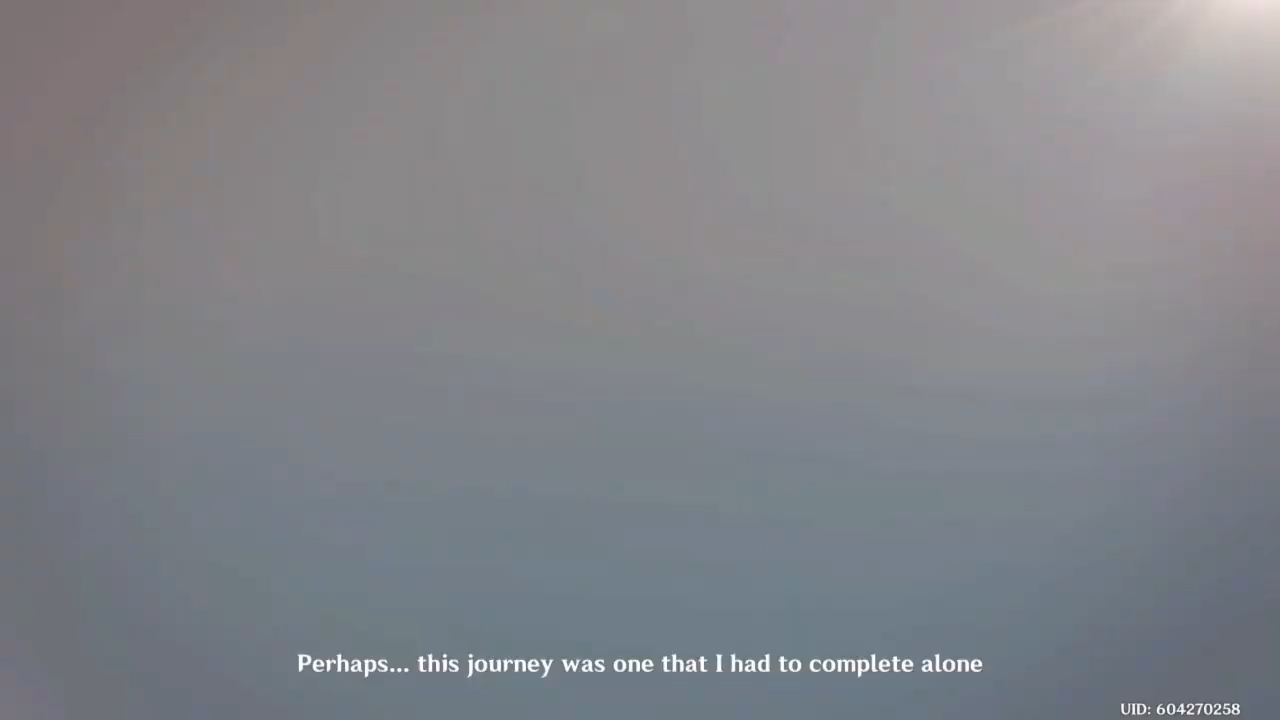 Perhaps... this journey was one that I had to complete alone
UID: 604270258